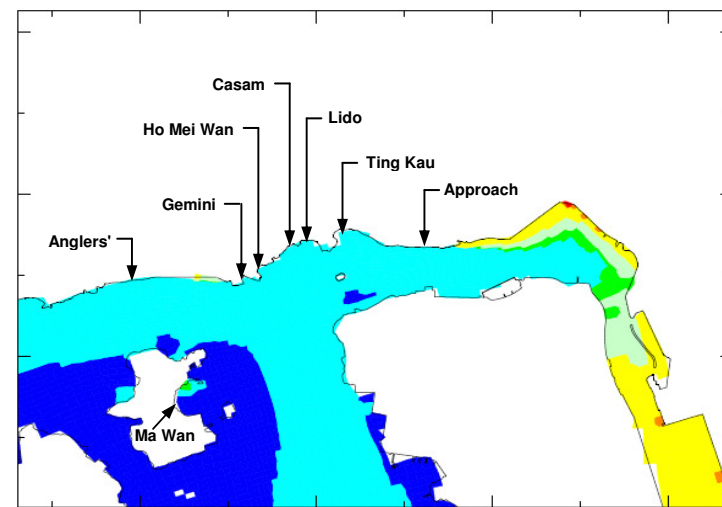 Casam
Lido
Ho Mei Wan
Ting Kau
Approach
Gemini
Anglers'
Ma Wan